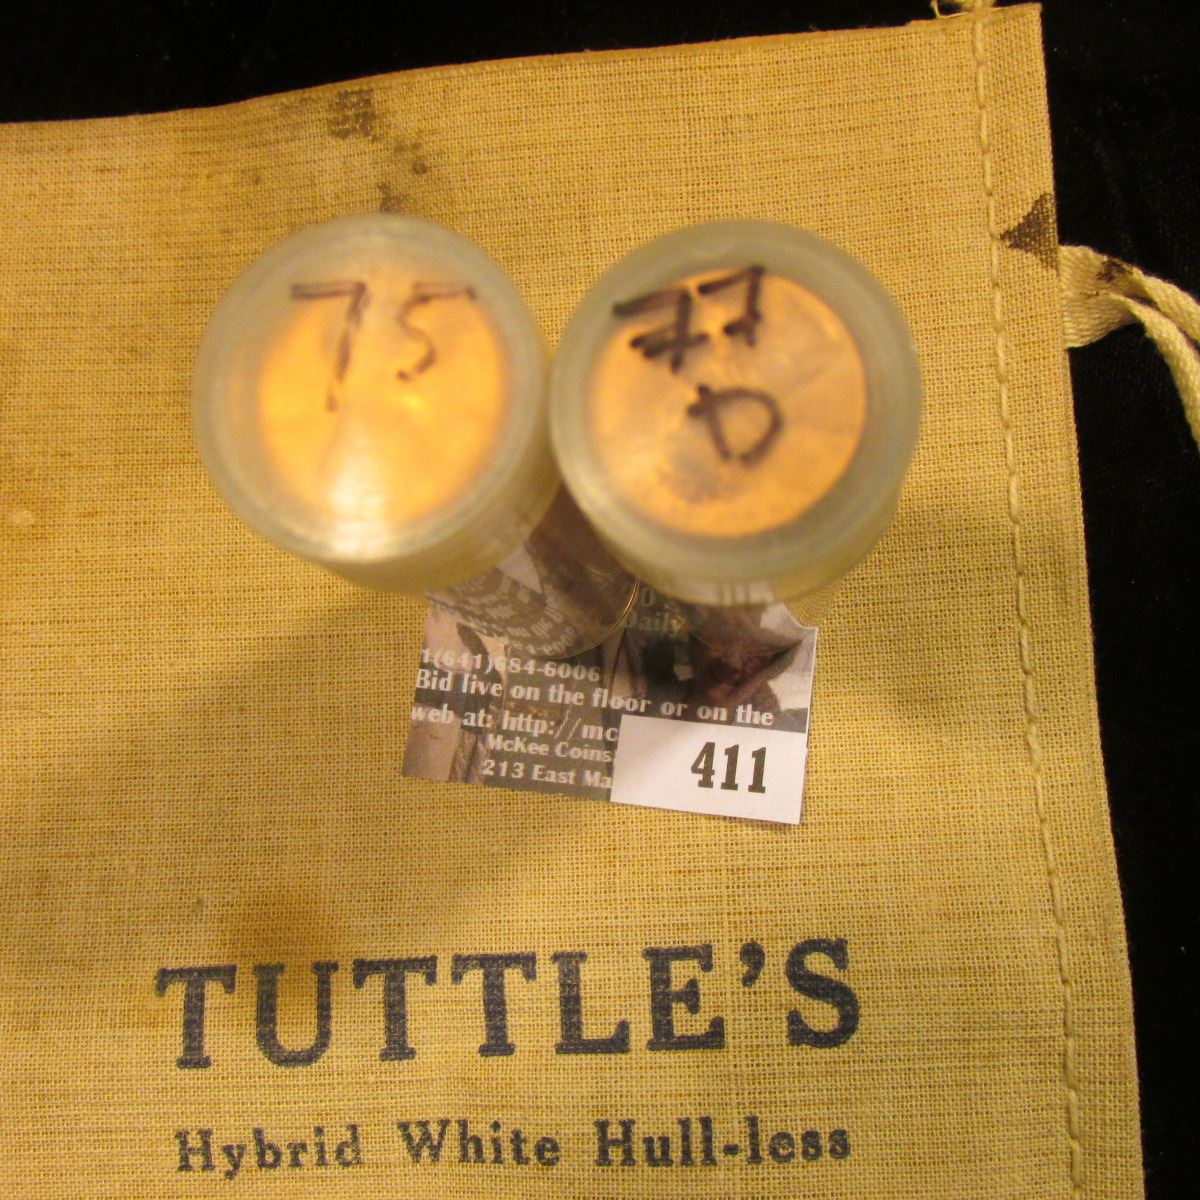 75
77
D
Daily
1(641)684-6006
Bid live on the floor or on the
web at: http://mc
McKee Coins
213 East Ma
411
TUTTLE'S
Hybrid White Hull-less